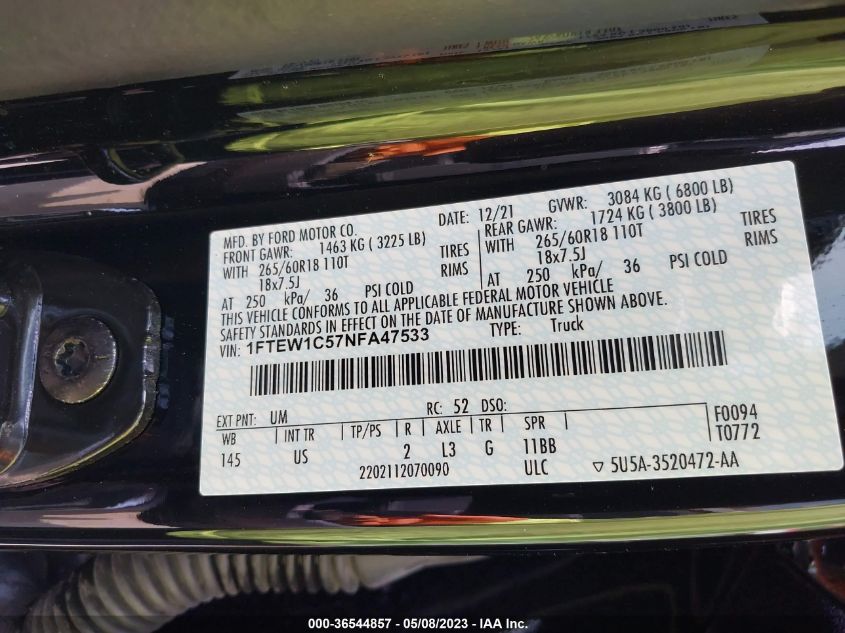 MFD. BY FORD MOTOR CO.
DATE: 12/21 GVWR: 3084 KG ( 6800 LB)
FRONT GAWR: 1463 KG ( 3225 LB)
REAR GAWR: 1724 KG ( 3800 LB)
WITH 265/60R18 110T TIRES
WITH 265/60R18 110T TIRES
18x7.5J RIMS
18x7.5J RIMS
AT 250 kPa/ 36 PSI COLD
AT 250 kPa/ 36 PSI COLD
THIS VEHICLE CONFORMS TO ALL APPLICABLE FEDERAL MOTOR VEHICLE
SAFETY STANDARDS IN EFFECT ON THE DATE OF MANUFACTURE SHOWN ABOVE.
VIN: 1FTEW1C57NFA47533 TYPE: Truck
EXT PNT: UM RC: 52 DSO:
WB INT TR TP/PS R AXLE TR SPR F0094
145 US 2 L3 G 11BB T0772
2202112070090 ULC ▽ 5U5A-3520472-AA
000-36544857 - 05/08/2023 - IAA Inc.